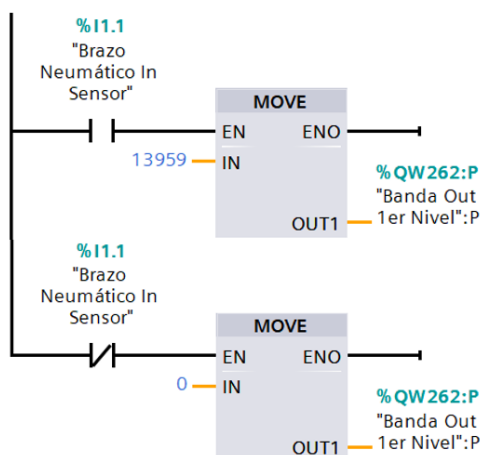 %I1.1
"Brazo
Neumático In
Sensor"
MOVE
EN ENO
13959 IN
%QW262:P
"Banda Out
OUT1 1er Nivel":P
%I1.1
"Brazo
Neumático In
Sensor"
MOVE
EN ENO
0 IN
%QW262:P
"Banda Out
OUT1 1er Nivel":P